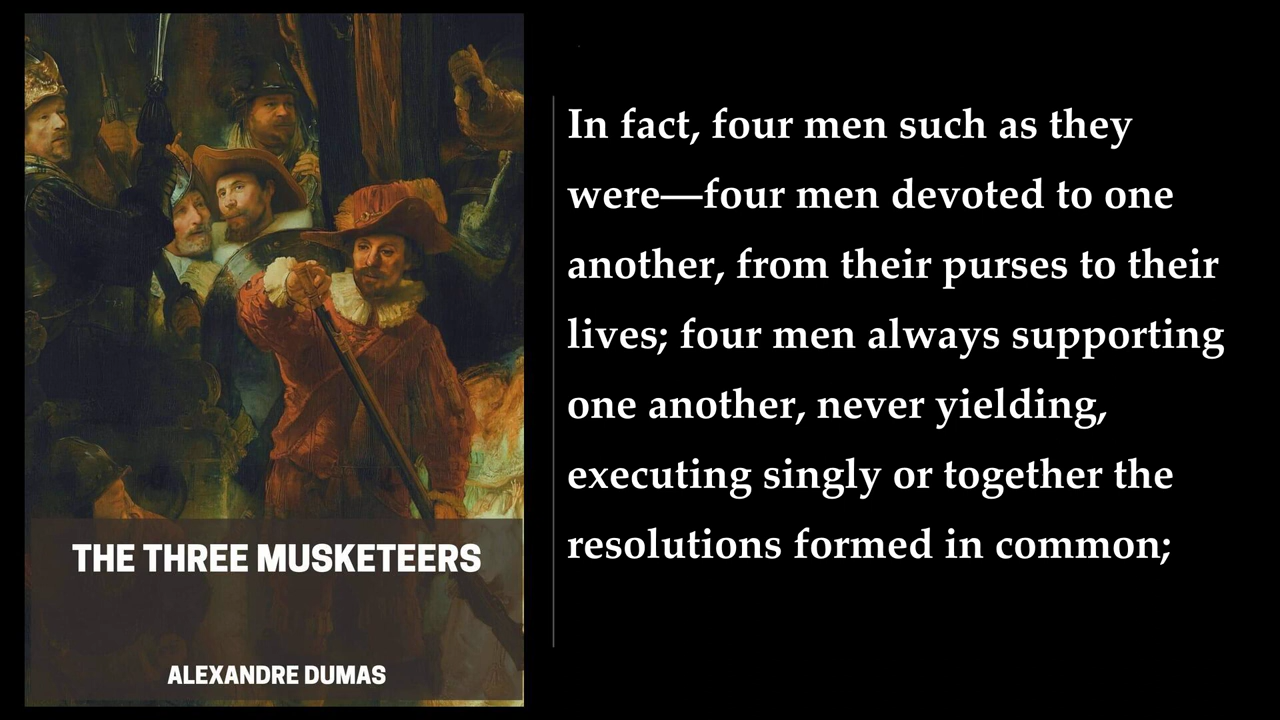 THE THREE MUSKETEERS
ALEXANDRE DUMAS
In fact, four men such as they
were—four men devoted to one
another, from their purses to their
lives; four men always supporting
one another, never yielding,
executing singly or together the
resolutions formed in common;